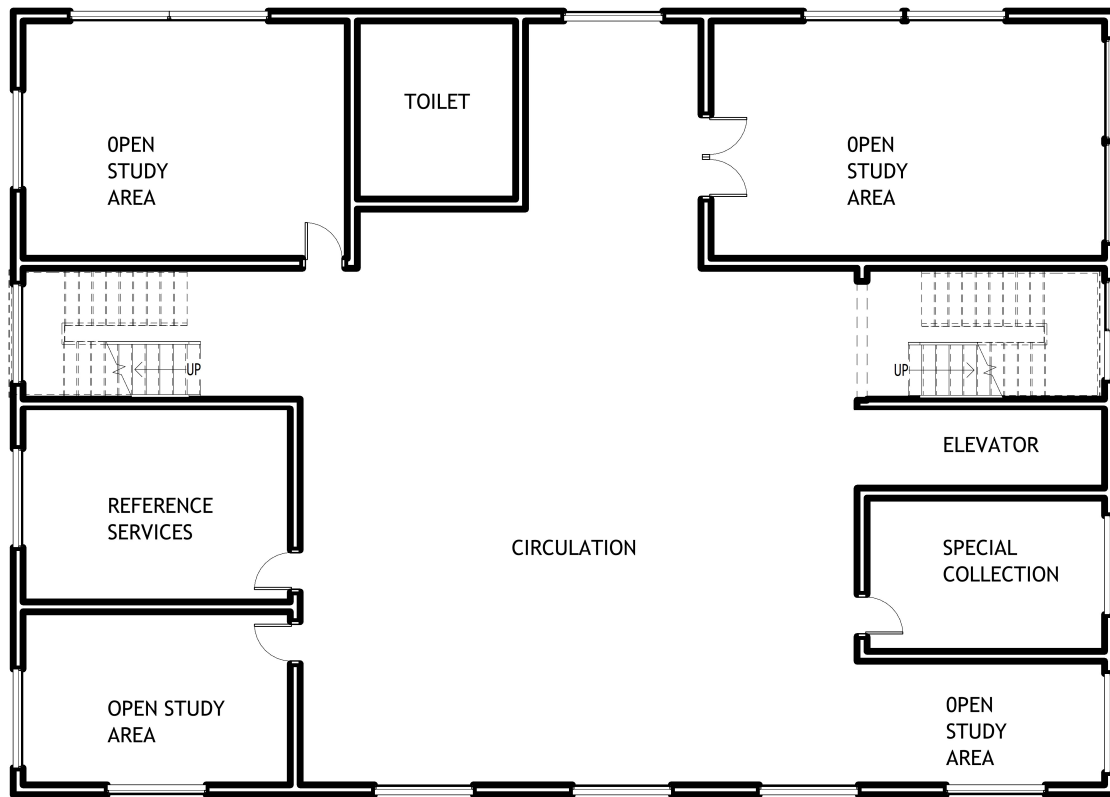 TOILET
OPEN
STUDY
AREA
OPEN
STUDY
AREA
UP
UP
ELEVATOR
REFERENCE
SERVICES
CIRCULATION
SPECIAL
COLLECTION
OPEN STUDY
AREA
OPEN
STUDY
AREA